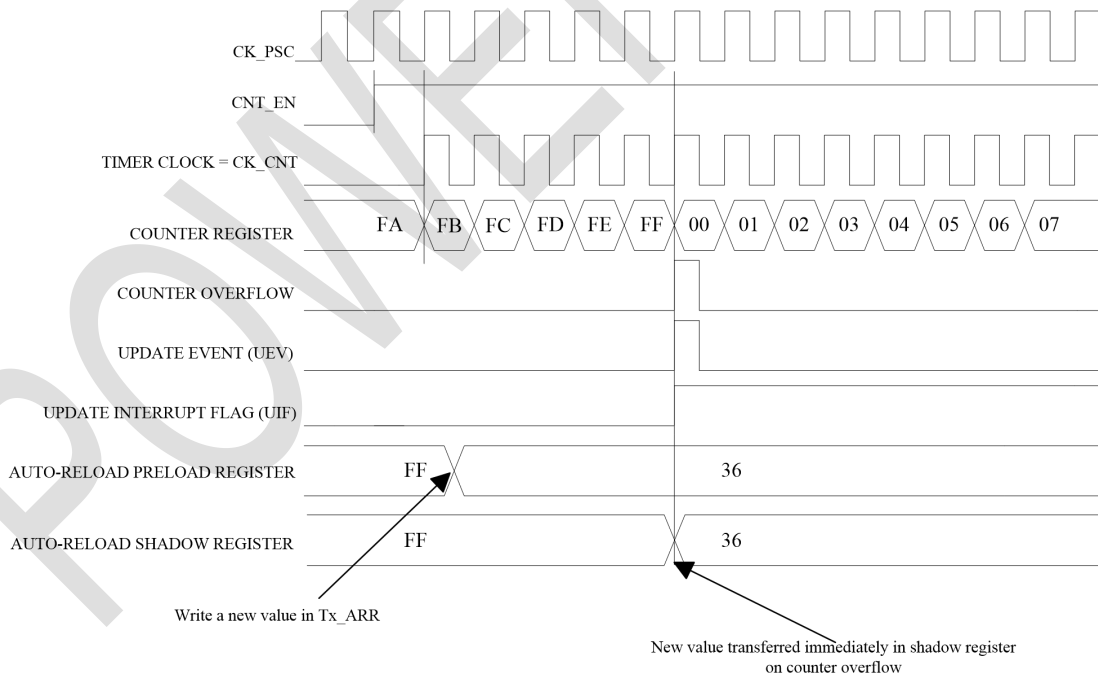 CK_PSC
CNT_EN
TIMER CLOCK = CK_CNT
COUNTER REGISTER FA FB FC FD FE FF 00 01 02 03 04 05 06 07
COUNTER OVERFLOW
UPDATE EVENT (UEV)
UPDATE INTERRUPT FLAG (UIF)
AUTO-RELOAD PRELOAD REGISTER FF 36
AUTO-RELOAD SHADOW REGISTER FF 36
Write a new value in Tx_ARR
New value transferred immediately in shadow register
on counter overflow